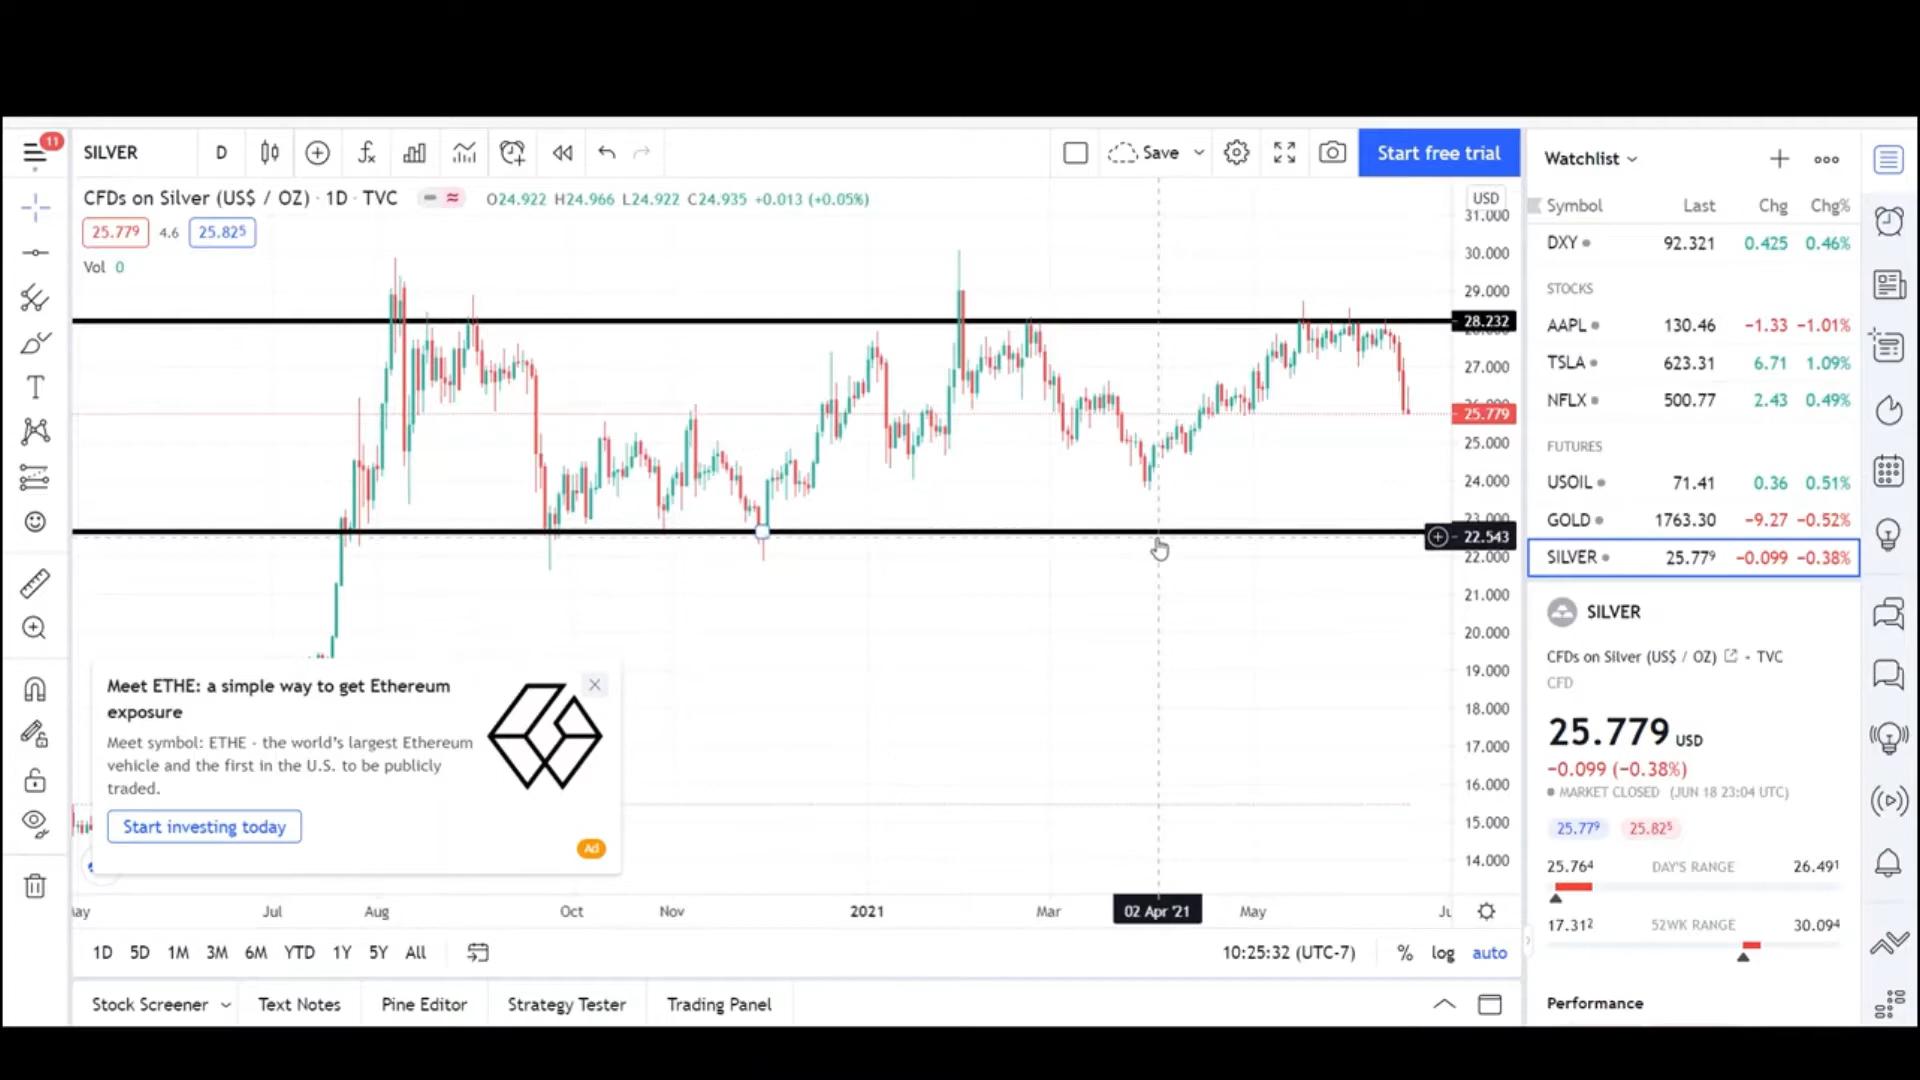 11
SILVER D Save Start free trial
CFDs on Silver (US$ / OZ) · 1D · TVC O24.922 H24.966 L24.922 C24.935 +0.013 (+0.05%)
25.779 4.6 25.825
Vol 0
USD
31.000
30.000
29.000
28.232
27.000
25.779
25.000
24.000
23.000
22.543
22.000
21.000
20.000
19.000
18.000
17.000
16.000
15.000
14.000
Meet ETHE: a simple way to get Ethereum
exposure
Meet symbol: ETHE - the world's largest Ethereum
vehicle and the first in the U.S. to be publicly
traded.
Start investing today
Ad
Jul Aug Oct Nov 2021 Mar 02 Apr '21 May
1D 5D 1M 3M 6M YTD 1Y 5Y All 10:25:32 (UTC-7) % log auto
Stock Screener Text Notes Pine Editor Strategy Tester Trading Panel
Watchlist
Symbol Last Chg Chg%
DXY 92.321 0.425 0.46%
STOCKS
AAPL 130.46 −1.33 −1.01%
TSLA 623.31 6.71 1.09%
NFLX 500.77 2.43 0.49%
FUTURES
USOIL 71.41 0.36 0.51%
GOLD 1763.30 −9.27 −0.52%
SILVER 25.779 −0.099 −0.38%
SILVER
CFDs on Silver (US$ / OZ) - TVC
CFD
25.779 USD
−0.099 (−0.38%)
MARKET CLOSED (JUN 18 23:04 UTC)
25.779 25.825
25.764 DAY'S RANGE 26.491
17.312 52WK RANGE 30.094
Performance